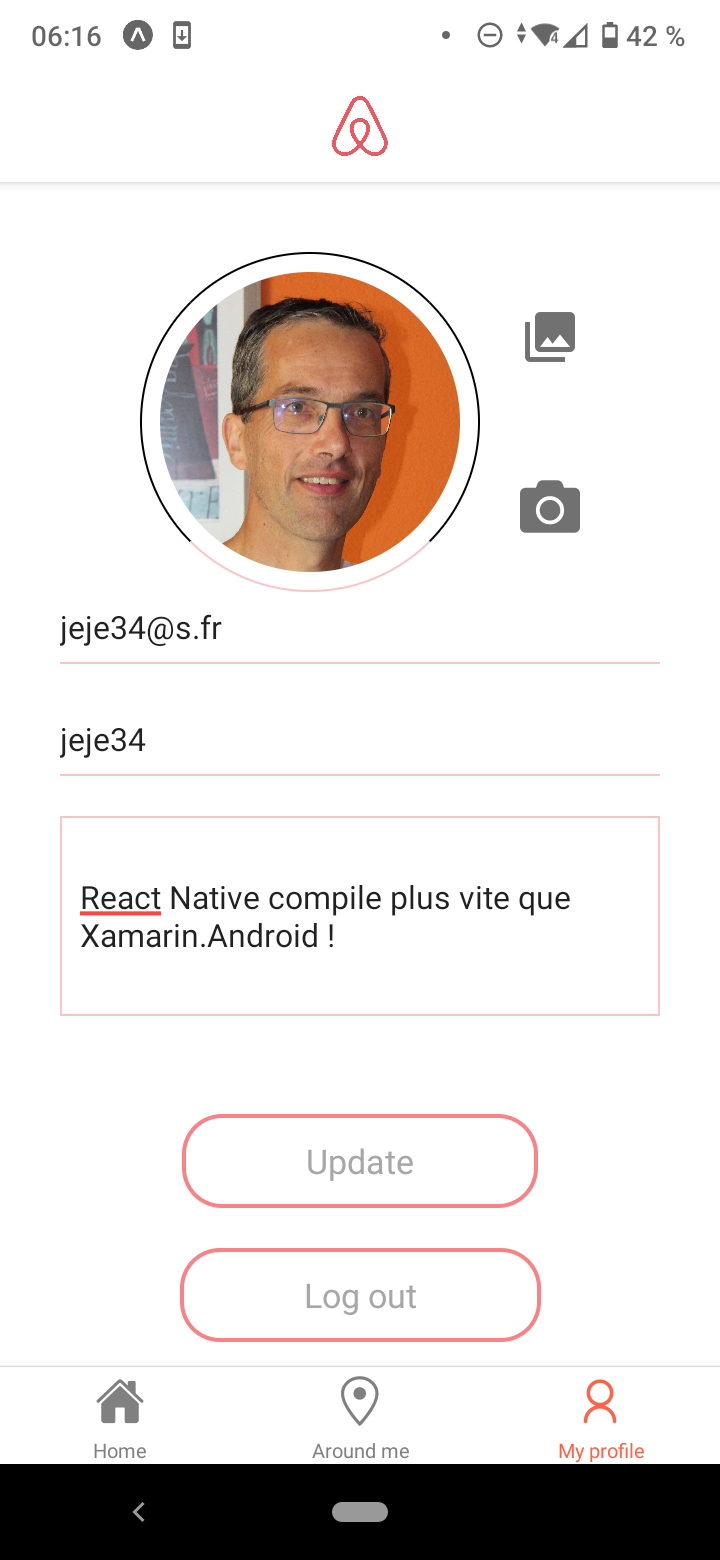 06:16
42 %
jeje34@s.fr
jeje34
React Native compile plus vite que
Xamarin.Android !
Update
Log out
Home
Around me
My profile